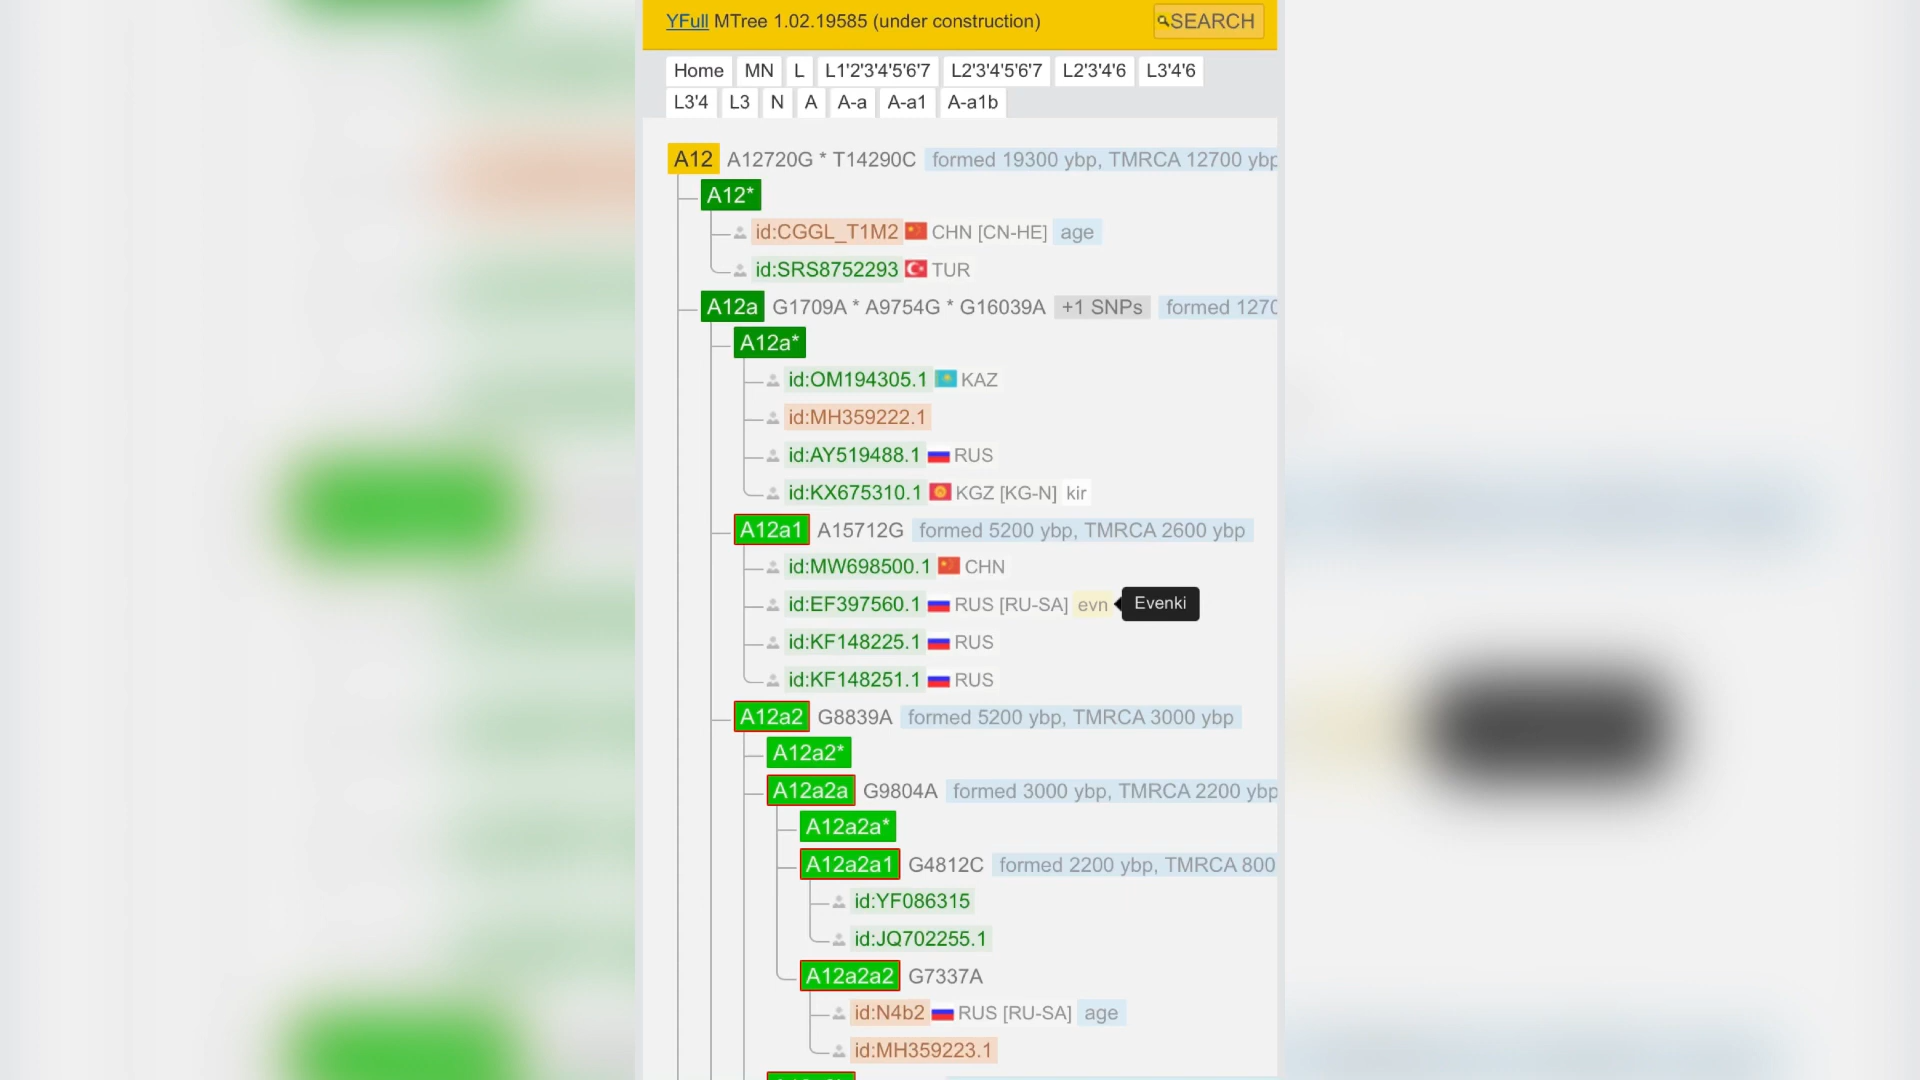 YFull MTree 1.02.19585 (under construction) SEARCH
Home MN L L1'2'3'4'5'6'7 L2'3'4'5'6'7 L2'3'4'6 L3'4'6
L3'4 L3 N A A-a A-a1 A-a1b
A12 A12720G * T14290C formed 19300 ybp, TMRCA 12700 ybp
A12*
id:CGGL_T1M2 CHN [CN-HE] age
id:SRS8752293 TUR
A12a G1709A * A9754G * G16039A +1 SNPs formed 1270
A12a*
id:OM194305.1 KAZ
id:MH359222.1
id:AY519488.1 RUS
id:KX675310.1 KGZ [KG-N] kir
A12a1 A15712G formed 5200 ybp, TMRCA 2600 ybp
id:MW698500.1 CHN
id:EF397560.1 RUS [RU-SA] evn Evenki
id:KF148225.1 RUS
id:KF148251.1 RUS
A12a2 G8839A formed 5200 ybp, TMRCA 3000 ybp
A12a2*
A12a2a G9804A formed 3000 ybp, TMRCA 2200 ybp
A12a2a*
A12a2a1 G4812C formed 2200 ybp, TMRCA 800
id:YF086315
id:JQ702255.1
A12a2a2 G7337A
id:N4b2 RUS [RU-SA] age
id:MH359223.1